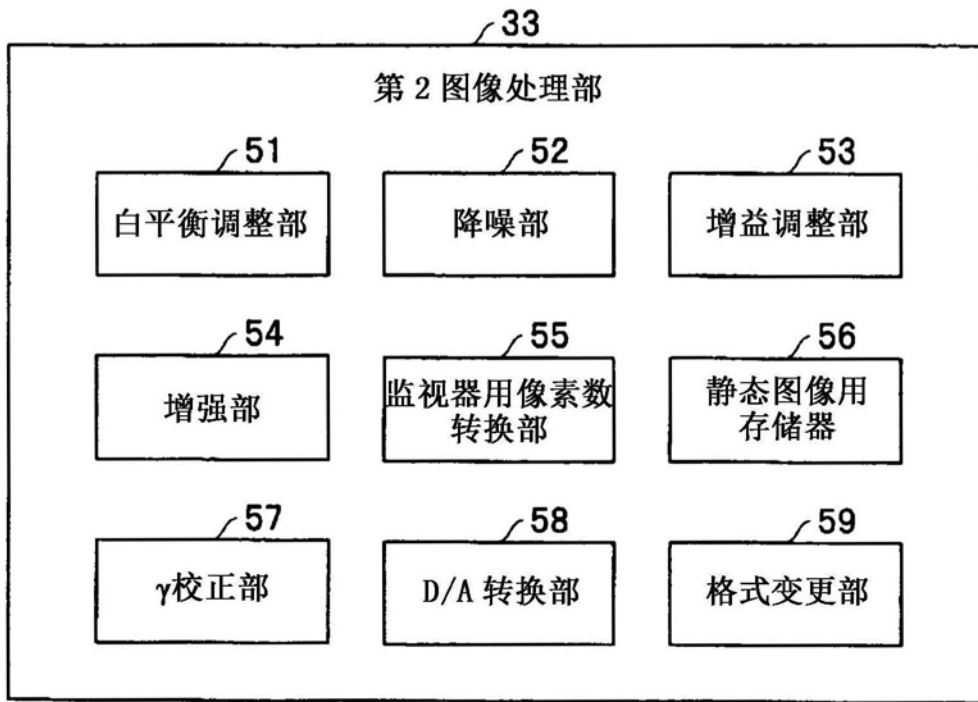 33
第2图像处理部
51
白平衡调整部
52
降噪部
53
增益调整部
54
增强部
55
监视器用像素数
转换部
56
静态图像用
存储器
57
γ校正部
58
D/A 转换部
59
格式变更部